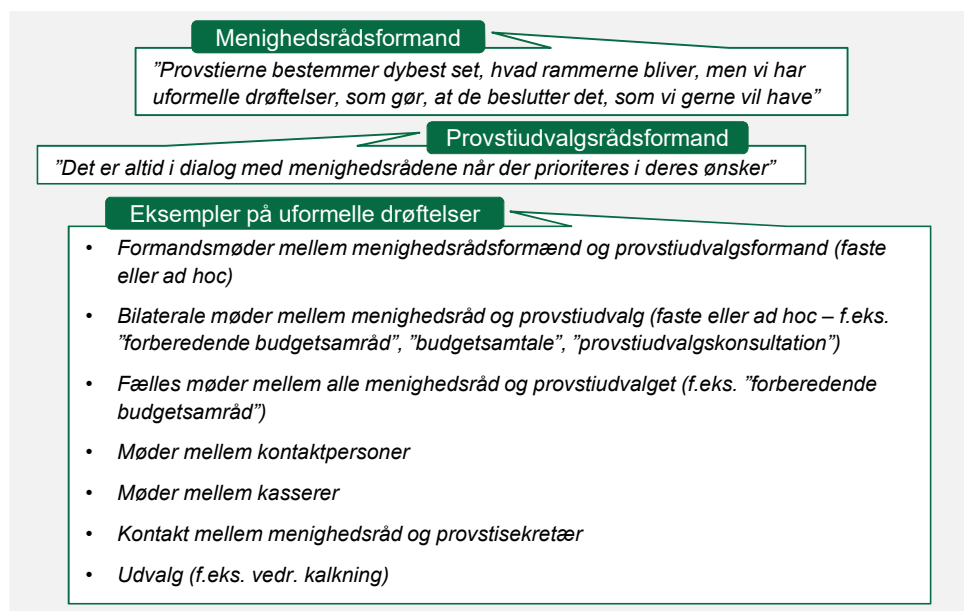 Menighedsrådsformand
”Provstierne bestemmer dybest set, hvad rammerne bliver, men vi har
uformelle drøftelser, som gør, at de beslutter det, som vi gerne vil have”
Provstiudvalgsrådsformand
”Det er altid i dialog med menighedsrådene når der prioriteres i deres ønsker”
Eksempler på uformelle drøftelser
• Formandsmøder mellem menighedsrådsformænd og provstiudvalgsformand (faste
eller ad hoc)
• Bilaterale møder mellem menighedsråd og provstiudvalg (faste eller ad hoc – f.eks.
”forberedende budgetsamråd”, ”budgetsamtale”, ”provstiudvalgskonsultation”)
• Fælles møder mellem alle menighedsråd og provstiudvalget (f.eks. ”forberedende
budgetsamråd”)
• Møder mellem kontaktpersoner
• Møder mellem kasserer
• Kontakt mellem menighedsråd og provstisekretær
• Udvalg (f.eks. vedr. kalkning)